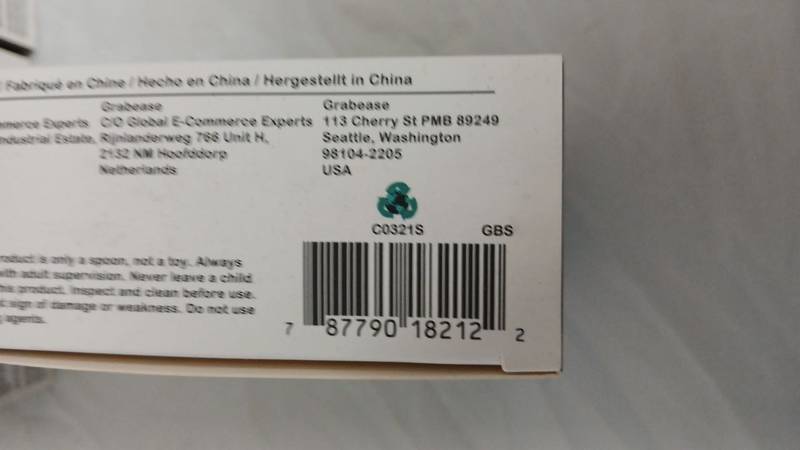 Fabriqué en Chine / Hecho en China / Hergestellt in China
Grabease
Grabease
Experts C/O Global E-Commerce Experts 113 Cherry St PMB 89249
Estate, Rijnlanderweg 766 Unit H, Seattle, Washington
2132 NM Hoofddorp 98104-2205
Netherlands USA
C0321S GBS
is only a spoon, not a toy. Always
with adult supervision. Never leave a child
product. Inspect and clean before use.
sign of damage or weakness. Do not use
agents.
7 87790 18212 2